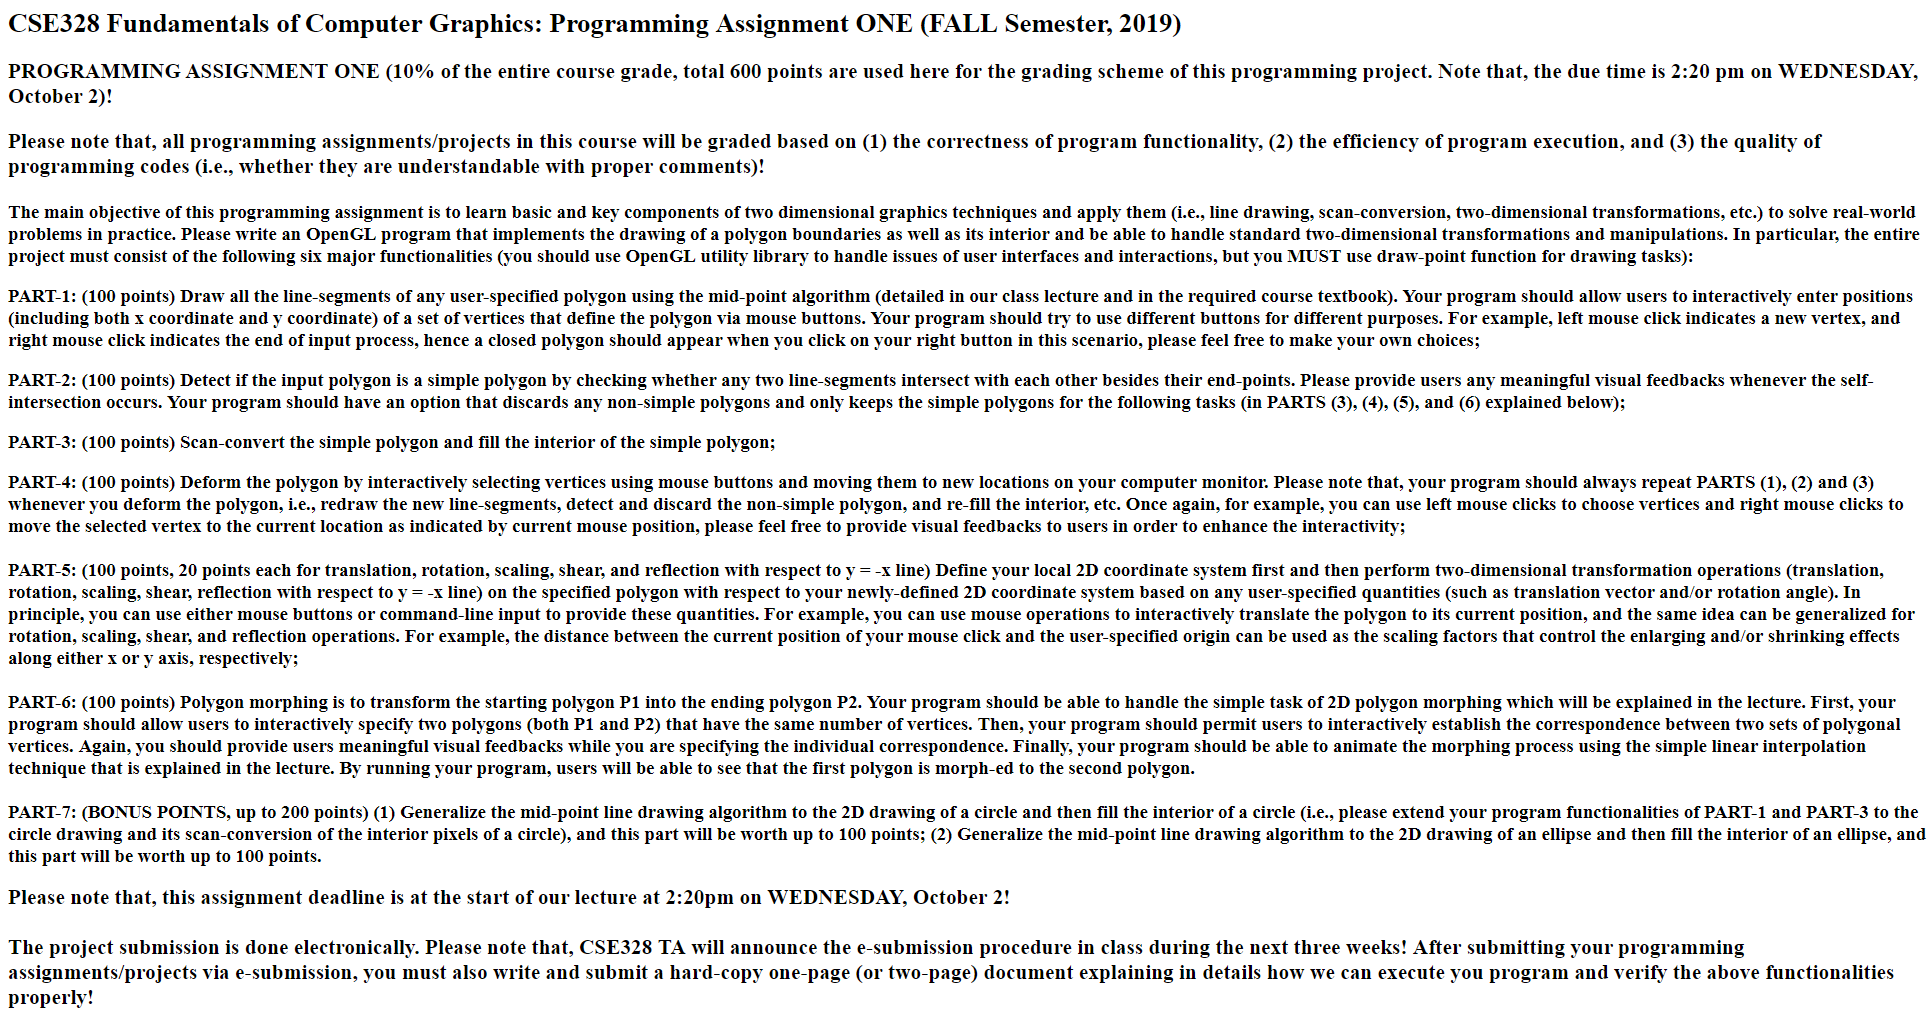 CSE328 Fundamentals of Computer Graphics: Programming Assignment ONE (FALL Semester, 2019)
PROGRAMMING ASSIGNMENT ONE (10% of the entire course grade, total 600 points are used here for the grading scheme of this programming project. Note that, the due time is 2:20 pm on WEDNESDAY,
October 2)!
Please note that, all programming assignments/projects in this course will be graded based on (1) the correctness of program functionality, (2) the efficiency of program execution, and (3) the quality of
programming codes (i.e., whether they are understandable with proper comments)!
The main objective of this programming assignment is to learn basic and key components of two dimensional graphics techniques and apply them (i.e., line drawing, scan-conversion, two-dimensional transformations, etc.) to solve real-world
problems in practice. Please write an OpenGL program that implements the drawing of a polygon boundaries as well as its interior and be able to handle standard two-dimensional transformations and manipulations. In particular, the entire
project must consist of the following six major functionalities (you should use OpenGL utility library to handle issues of user interfaces and interactions, but you MUST use draw-point function for drawing tasks):
PART-1: (100 points) Draw all the line-segments of any user-specified polygon using the mid-point algorithm (detailed in our class lecture and in the required course textbook). Your program should allow users to interactively enter positions
(including both x coordinate and y coordinate) of a set of vertices that define the polygon via mouse buttons. Your program should try to use different buttons for different purposes. For example, left mouse click indicates a new vertex, and
right mouse click indicates the end of input process, hence a closed polygon should appear when you click on your right button in this scenario, please feel free to make your own choices;
PART-2: (100 points) Detect if the input polygon is a simple polygon by checking whether any two line-segments intersect with each other besides their end-points. Please provide users any meaningful visual feedbacks whenever the self-
intersection occurs. Your program should have an option that discards any non-simple polygons and only keeps the simple polygons for the following tasks (in PARTS (3), (4), (5), and (6) explained below);
PART-3: (100 points) Scan-convert the simple polygon and fill the interior of the simple polygon;
PART-4: (100 points) Deform the polygon by interactively selecting vertices using mouse buttons and moving them to new locations on your computer monitor. Please note that, your program should always repeat PARTS (1), (2) and (3)
whenever you deform the polygon, i.e., redraw the new line-segments, detect and discard the non-simple polygon, and re-fill the interior, etc. Once again, for example, you can use left mouse clicks to choose vertices and right mouse clicks to
move the selected vertex to the current location as indicated by current mouse position, please feel free to provide visual feedbacks to users in order to enhance the interactivity;
PART-5: (100 points, 20 points each for translation, rotation, scaling, shear, and reflection with respect to y = -x line) Define your local 2D coordinate system first and then perform two-dimensional transformation operations (translation,
rotation, scaling, shear, reflection with respect to y = -x line) on the specified polygon with respect to your newly-defined 2D coordinate system based on any user-specified quantities (such as translation vector and/or rotation angle). In
principle, you can use either mouse buttons or command-line input to provide these quantities. For example, you can use mouse operations to interactively translate the polygon to its current position, and the same idea can be generalized for
rotation, scaling, shear, and reflection operations. For example, the distance between the current position of your mouse click and the user-specified origin can be used as the scaling factors that control the enlarging and/or shrinking effects
along either x or y axis, respectively;
PART-6: (100 points) Polygon morphing is to transform the starting polygon P1 into the ending polygon P2. Your program should be able to handle the simple task of 2D polygon morphing which will be explained in the lecture. First, your
program should allow users to interactively specify two polygons (both P1 and P2) that have the same number of vertices. Then, your program should permit users to interactively establish the correspondence between two sets of polygonal
vertices. Again, you should provide users meaningful visual feedbacks while you are specifying the individual correspondence. Finally, your program should be able to animate the morphing process using the simple linear interpolation
technique that is explained in the lecture. By running your program, users will be able to see that the first polygon is morph-ed to the second polygon.
PART-7: (BONUS POINTS, up to 200 points) (1) Generalize the mid-point line drawing algorithm to the 2D drawing of a circle and then fill the interior of a circle (i.e., please extend your program functionalities of PART-1 and PART-3 to the
circle drawing and its scan-conversion of the interior pixels of a circle), and this part will be worth up to 100 points; (2) Generalize the mid-point line drawing algorithm to the 2D drawing of an ellipse and then fill the interior of an ellipse, and
this part will be worth up to 100 points.
Please note that, this assignment deadline is at the start of our lecture at 2:20pm on WEDNESDAY, October 2!
The project submission is done electronically. Please note that, CSE328 TA will announce the e-submission procedure in class during the next three weeks! After submitting your programming
assignments/projects via e-submission, you must also write and submit a hard-copy one-page (or two-page) document explaining in details how we can execute you program and verify the above functionalities
properly!